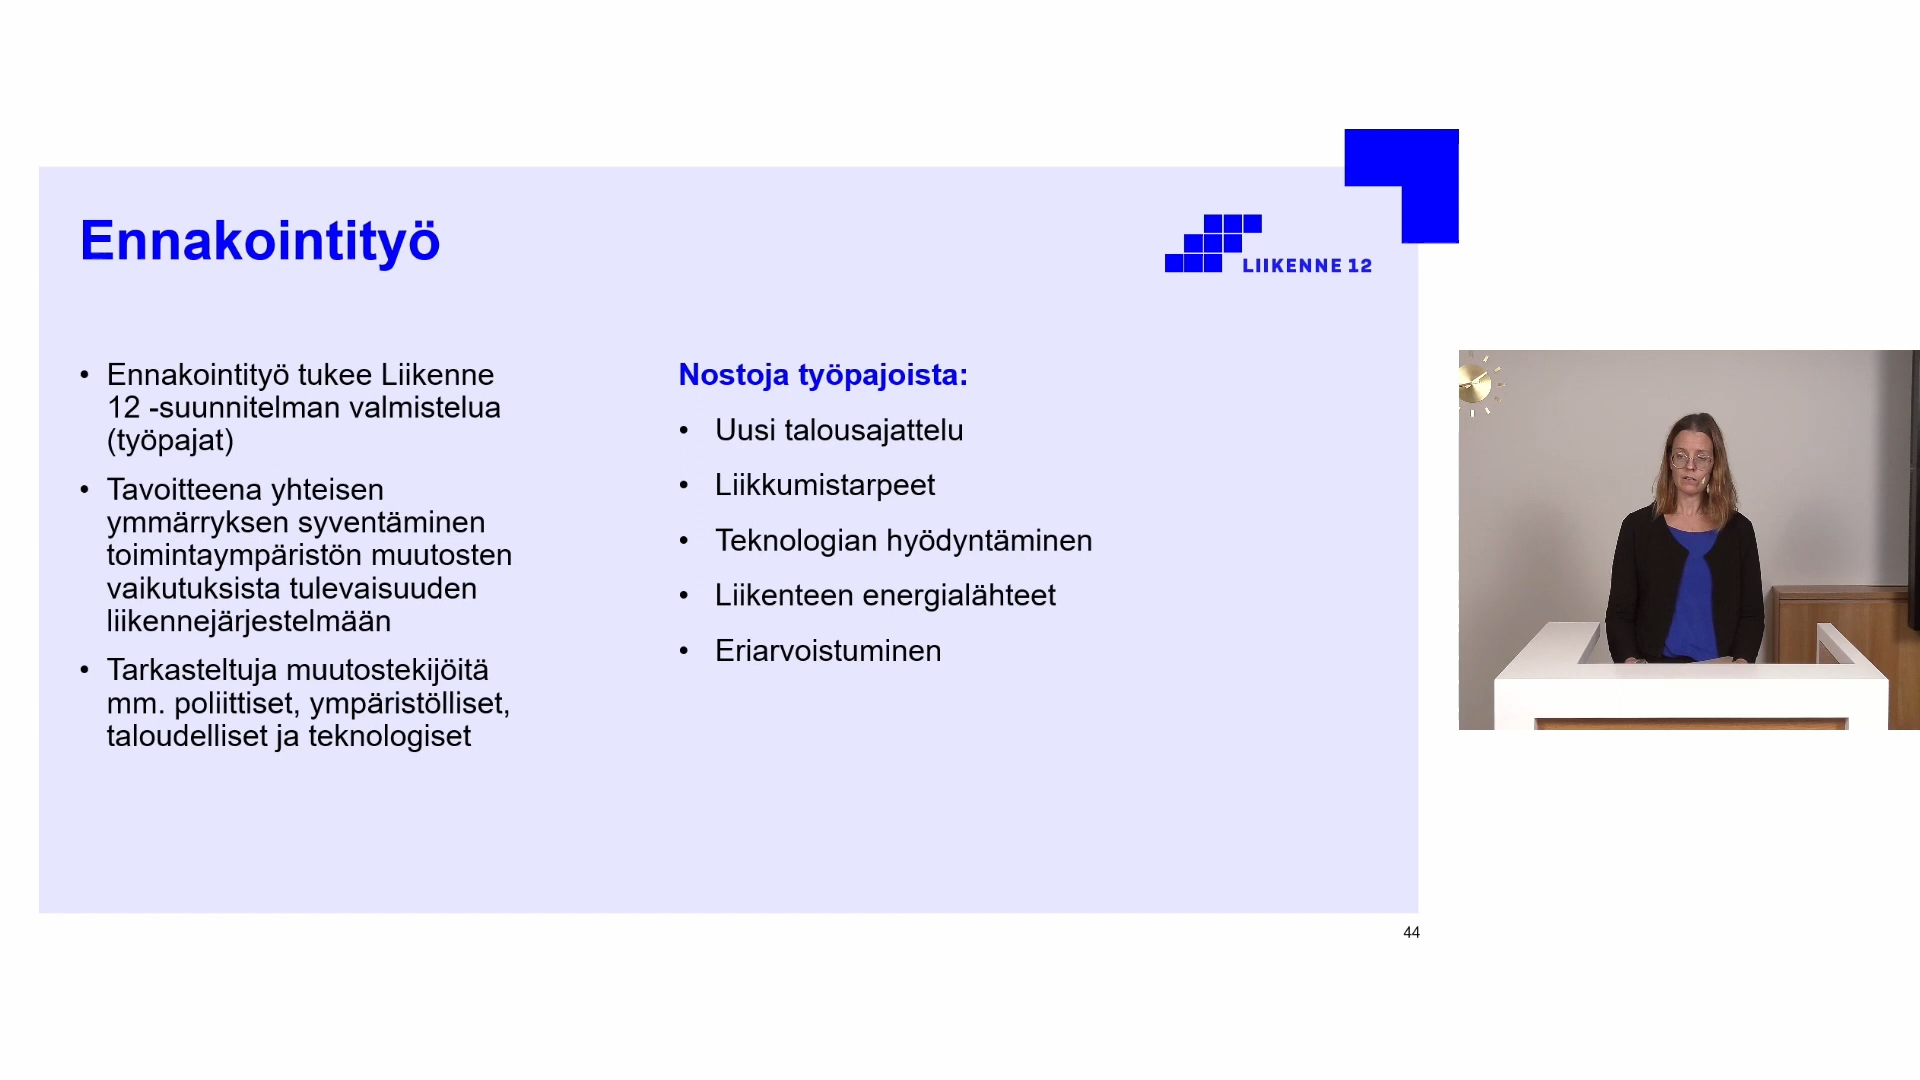 Ennakointityö
LIIKENNE 12
• Ennakointityö tukee Liikenne
12 -suunnitelman valmistelua
(työpajat)
• Tavoitteena yhteisen
ymmärryksen syventäminen
toimintaympäristön muutosten
vaikutuksista tulevaisuuden
liikennejärjestelmään
• Tarkasteltuja muutostekijöitä
mm. poliittiset, ympäristölliset,
taloudelliset ja teknologiset
Nostoja työpajoista:
• Uusi talousajattelu
• Liikkumistarpeet
• Teknologian hyödyntäminen
• Liikenteen energialähteet
• Eriarvoistuminen
44